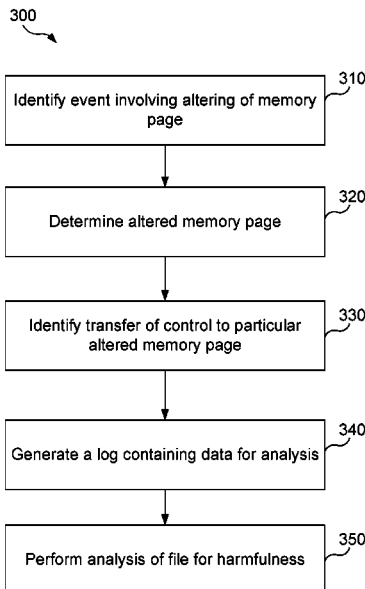 300
310
Identify event involving altering of memory
page
320
Determine altered memory page
330
Identify transfer of control to particular
altered memory page
340
Generate a log containing data for analysis
350
Perform analysis of file for harmfulness